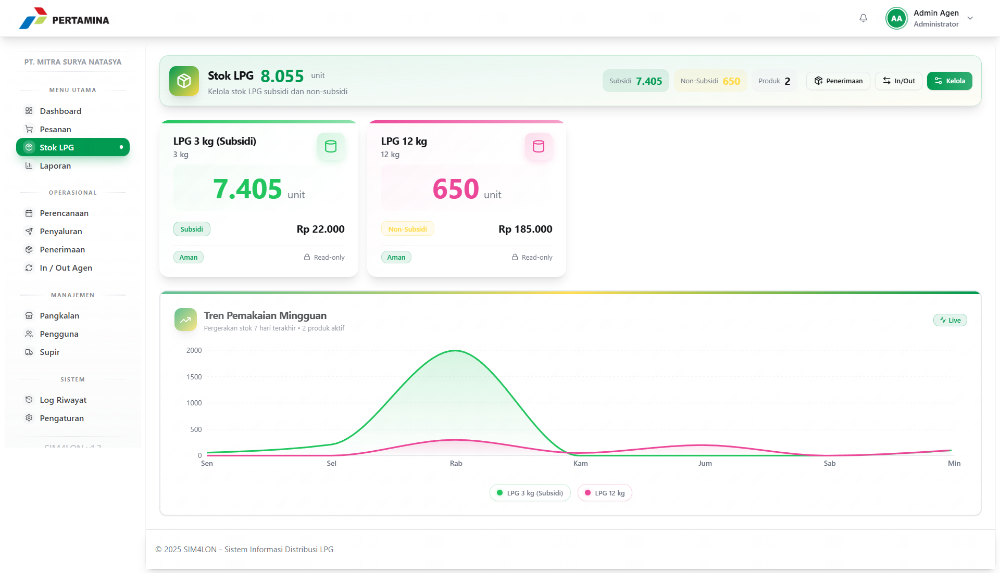 PERTAMINA
AA
Admin Agen
Administrator
PT. MITRA SURYA NATASYA
MENU UTAMA
Dashboard
Pesanan
Stok LPG
Laporan
OPERASIONAL
Perencanaan
Penyaluran
Penerimaan
In / Out Agen
MANAJEMEN
Pangkalan
Pengguna
Supir
SISTEM
Log Riwayat
Pengaturan
Stok LPG 8.055 unit
Kelola stok LPG subsidi dan non-subsidi
Subsidi 7.405
Non-Subsidi 650
Produk 2
Penerimaan
In/Out
Kelola
LPG 3 kg (Subsidi)
3 kg
7.405 unit
Subsidi
Rp 22.000
Aman
Read-only
LPG 12 kg
12 kg
650 unit
Non-Subsidi
Rp 185.000
Aman
Read-only
Tren Pemakaian Mingguan
Pergerakan stok 7 hari terakhir • 2 produk aktif
Live
2000
1500
1000
500
0
Sen Sel Rab Kam Jum Sab Min
LPG 3 kg (Subsidi)
LPG 12 kg
© 2025 SIM4LON - Sistem Informasi Distribusi LPG